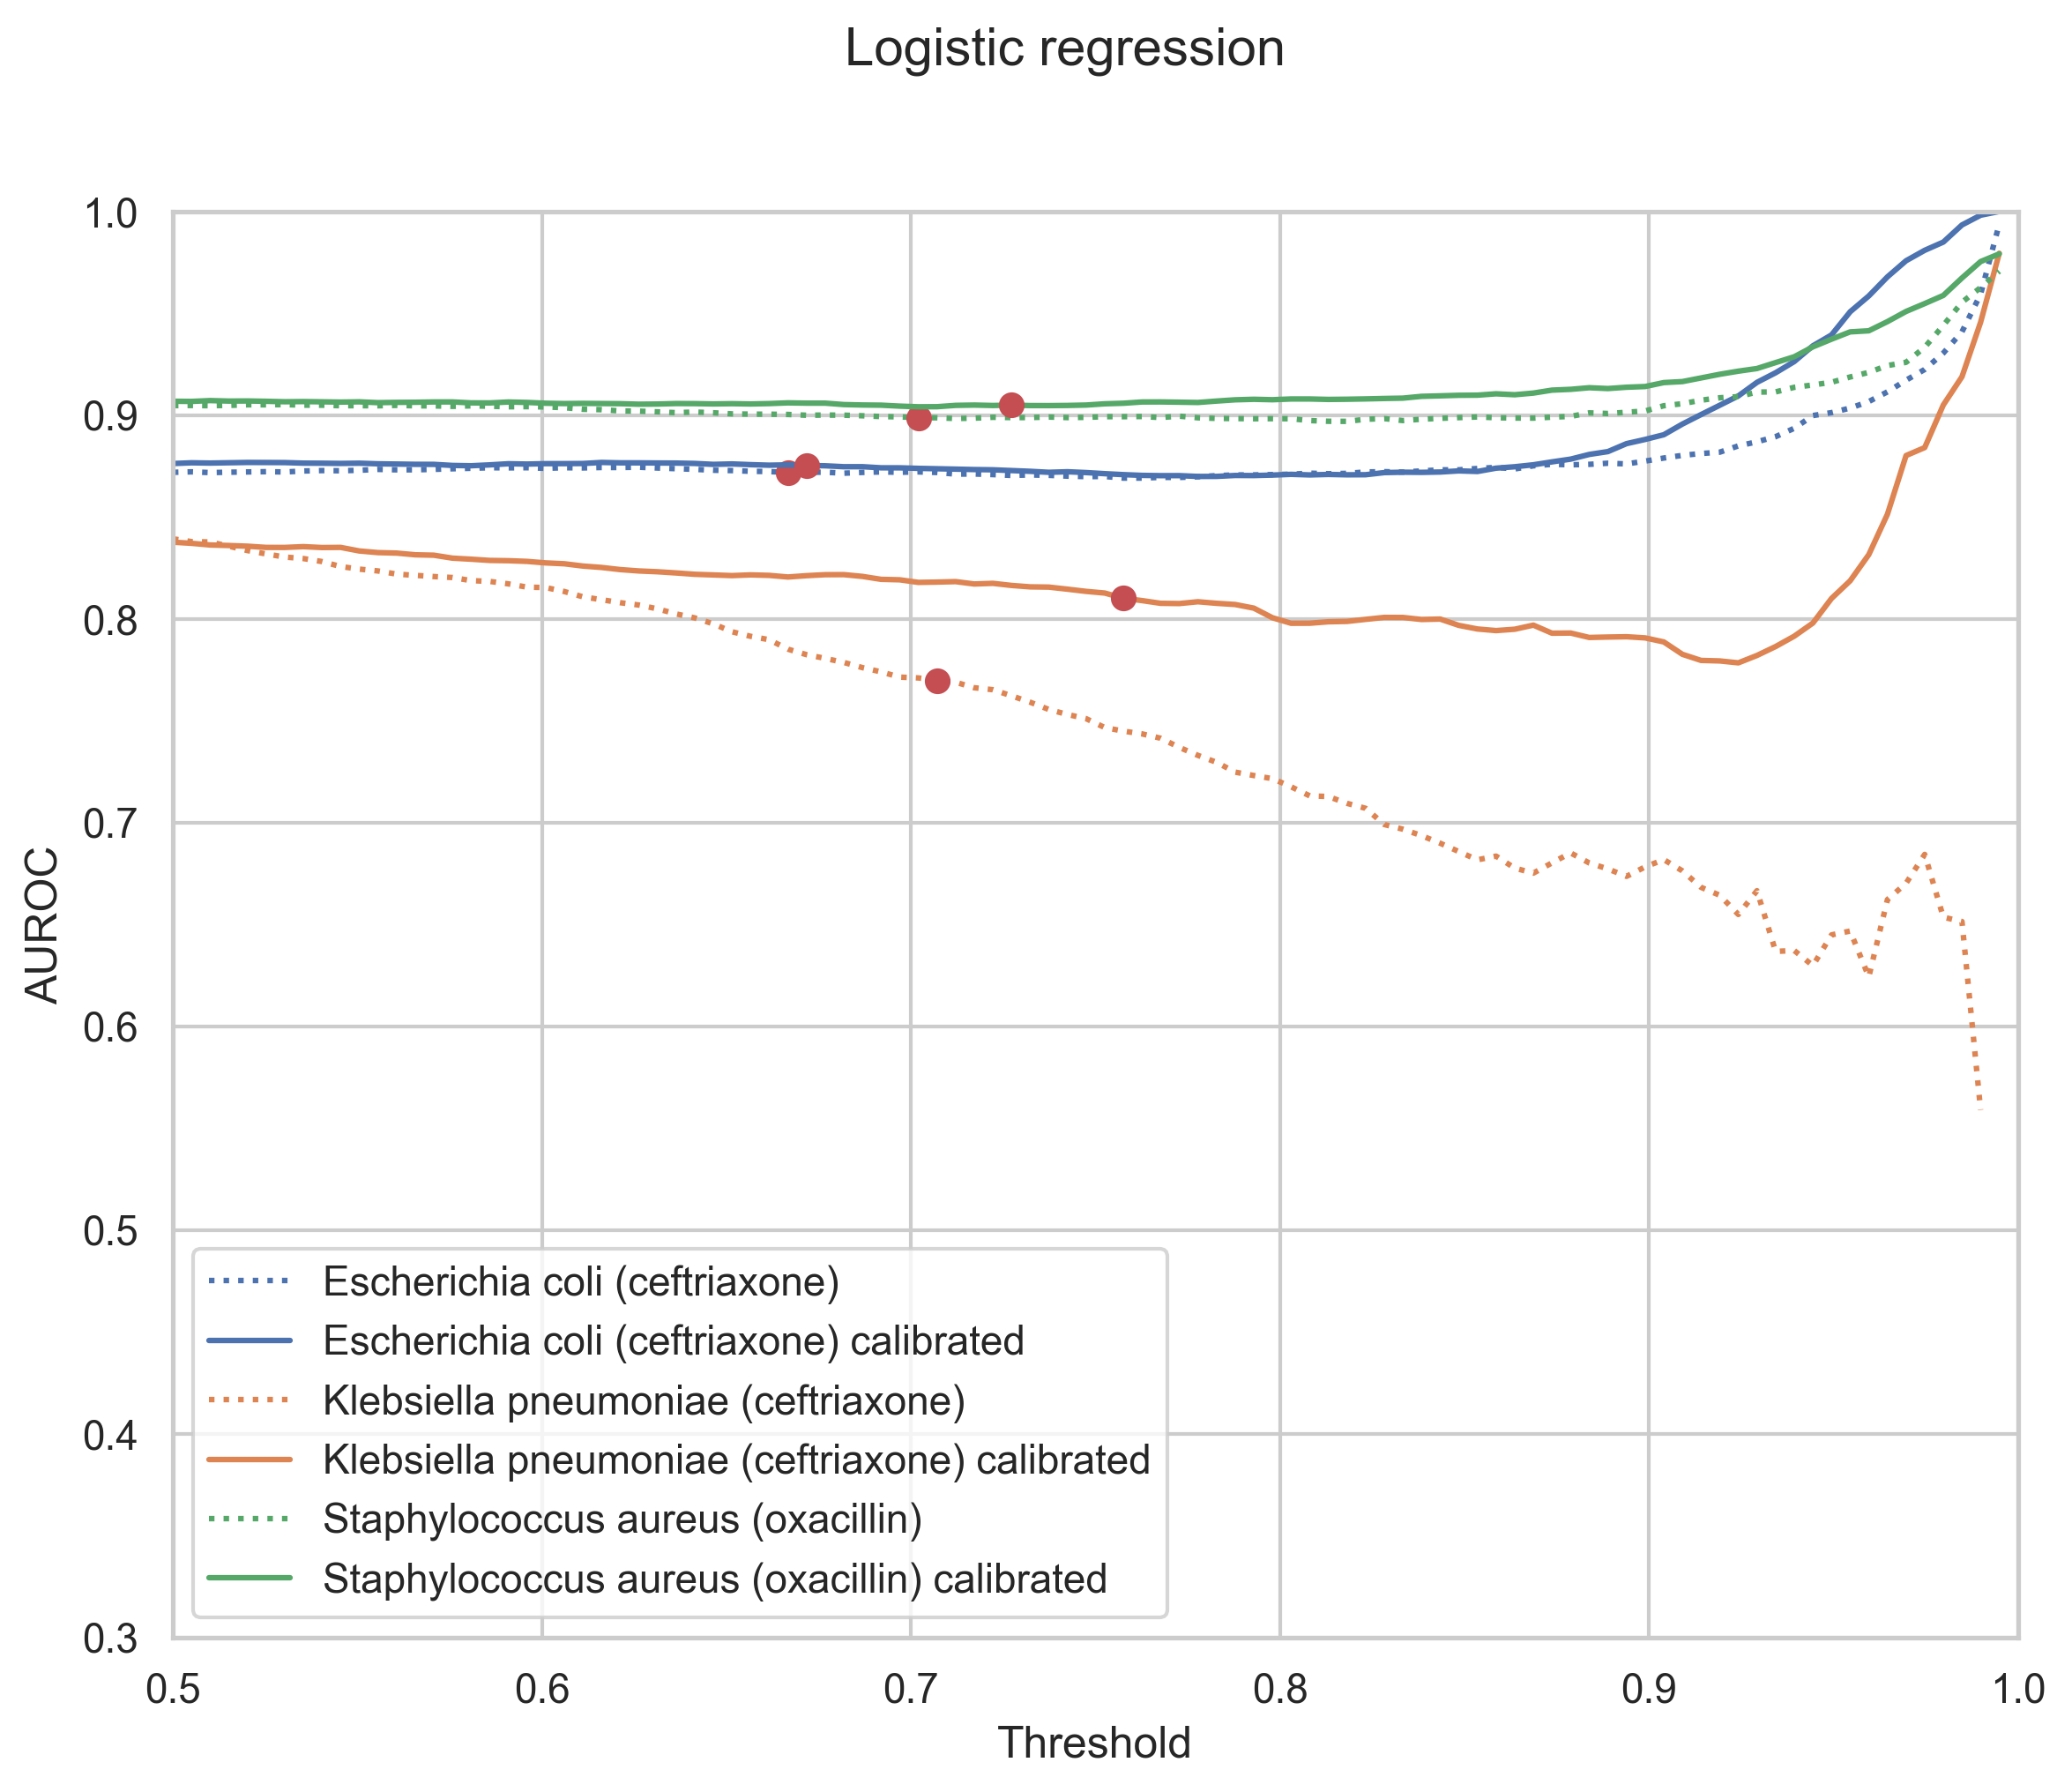 Logistic regression
1.0
0.9
0.8
0.7
0.6
0.5
0.4
0.3
AUROC
Escherichia coli (ceftriaxone)
Escherichia coli (ceftriaxone) calibrated
Klebsiella pneumoniae (ceftriaxone)
Klebsiella pneumoniae (ceftriaxone) calibrated
Staphylococcus aureus (oxacillin)
Staphylococcus aureus (oxacillin) calibrated
0.5 0.6 0.7 0.8 0.9 1.0
Threshold